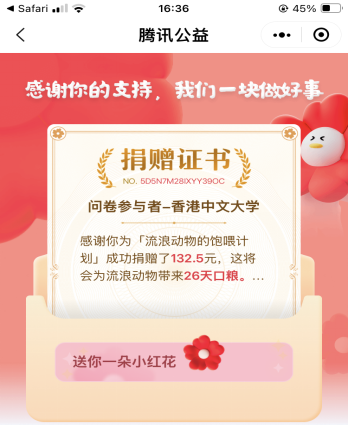 Safari 16:36 45%
腾讯公益
感谢你的支持，我们一块做好事
捐赠证书
NO. 5D5N7M28IXYY39OC
问卷参与者–香港中文大学
感谢你为「流浪动物的饱喂计
划」成功捐赠了132.5元，这将
会为流浪动物带来26天口粮。...
送你一朵小红花